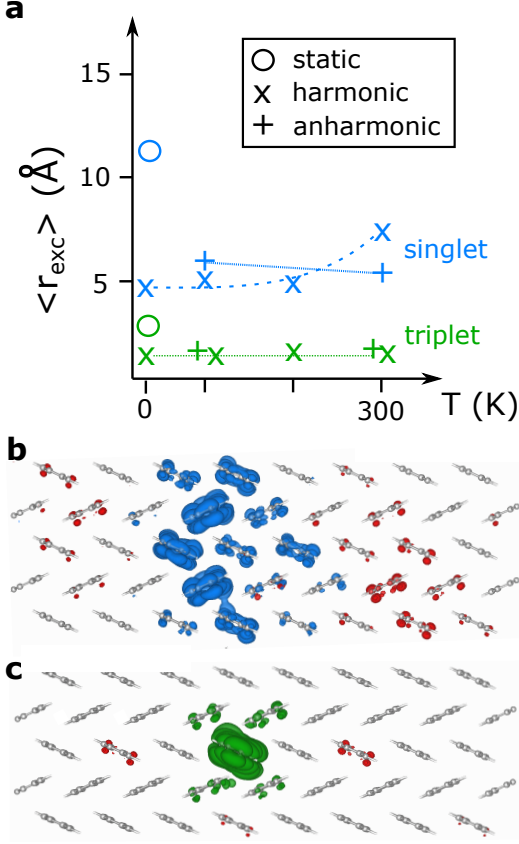 a
15
10
5
<r_exc> (Å)
static
harmonic
anharmonic
singlet
triplet
0
300
T (K)
b
c